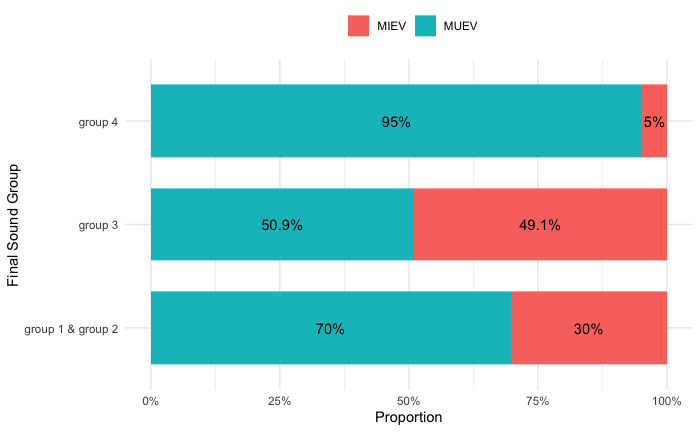 MIEV MUEV
group 4 95% 5%
group 3 50.9% 49.1%
group 1 & group 2 70% 30%
0% 25% 50% 75% 100%
Proportion
Final Sound Group